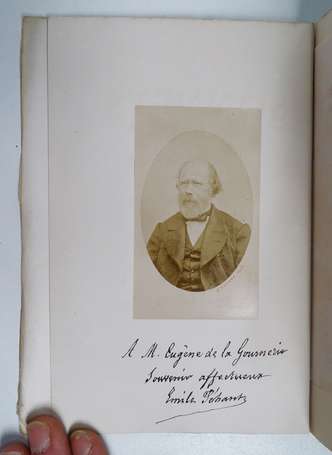 A M. Eugène de la Gournerie
Souvenir affectueux
Emile Péhant